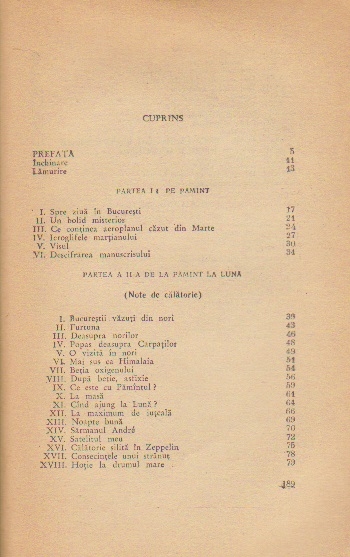 CUPRINS
PREFAȚĂ 5
Inchinare 11
Lămurire 13
PARTEA I : PE PĂMÎNT
I. Spre ziuă în București 17
II. Un bolid misterios 21
III. Ce conținea aeroplanul căzut din Marte 24
IV. Ieroglifele marțianului 27
V. Visul 30
VI. Descifrarea manuscrisului 34
PARTEA A II-A DE LA PĂMÎNT LA LUNĂ
(Note de călătorie)
I. Bucureștii văzuți din nori 39
II. Furtuna 43
III. Deasupra norilor 46
IV. Popas deasupra Carpaților 48
V. O vizită în nori 49
VI. Mai sus ca Himalaia 51
VII. Beția oxigenului 54
VIII. După beție, asfixie 56
IX. Ce este cu Pămîntul ? 59
X. La masă 61
XI. Cînd ajung la Lună ? 64
XII. La maximum de iuțeală 66
XIII. Noapte bună 69
XIV. Sărmanul André 70
XV. Satelitul meu 72
XVI. Călătorie silită în Zeppelin 75
XVII. Consecințele unui strănut 78
XVIII. Hoție la drumul mare 79
489